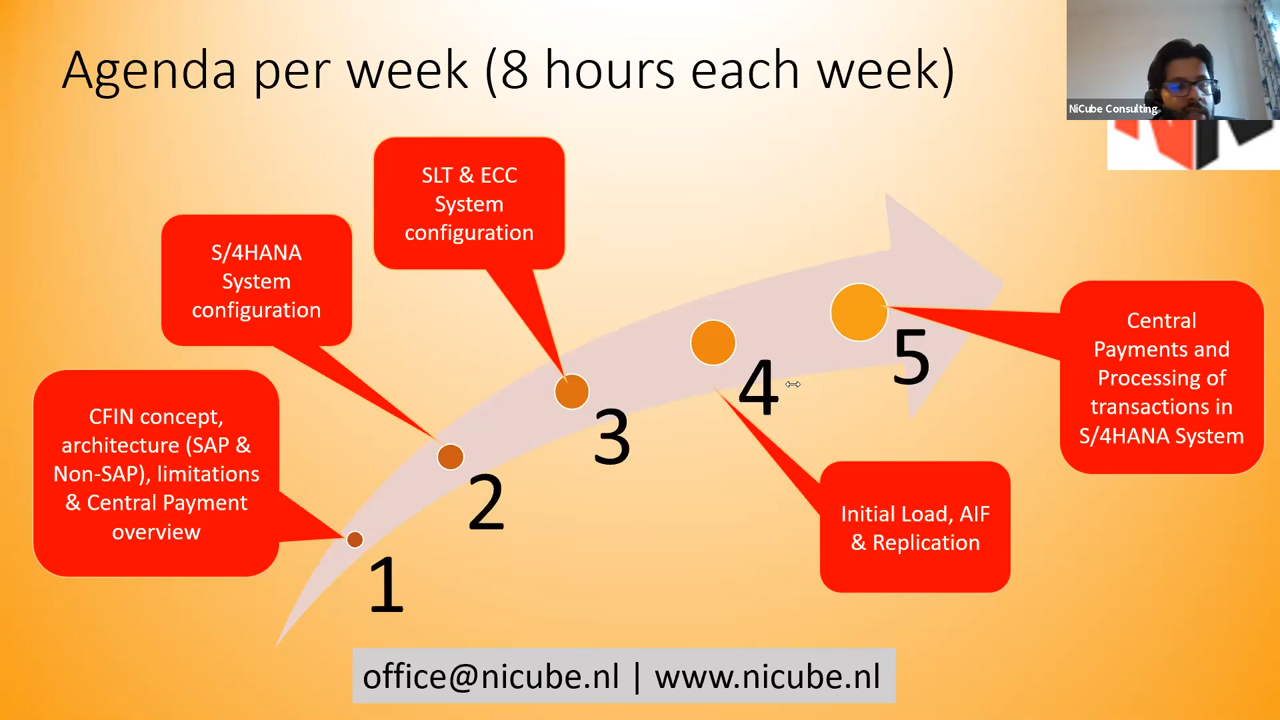 Agenda per week (8 hours each week)
NiCube Consulting
SLT & ECC
System
configuration
S/4HANA
System
configuration
CFIN concept,
architecture (SAP &
Non-SAP), limitations
& Central Payment
overview
1
2
3
4
5
Central
Payments and
Processing of
transactions in
S/4HANA System
Initial Load, AIF
& Replication
office@nicube.nl | www.nicube.nl